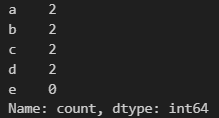 a    2
b    2
c    2
d    2
e    0
Name: count, dtype: int64